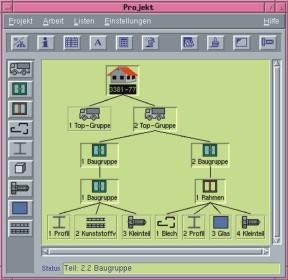 Projekt
Projekt Arbeit Listen Einstellungen Hilfe
3381-77
1 Top-Gruppe 2 Top-Gruppe
1 Baugruppe 2 Baugruppe
1 Baugruppe 1 Rahmen
1 Profil 2 Kunststoffv 3 Kleinteil 1 Blech 2 Profil 3 Glas 4 Kleinteil
Status Teil: 2.2 Baugruppe